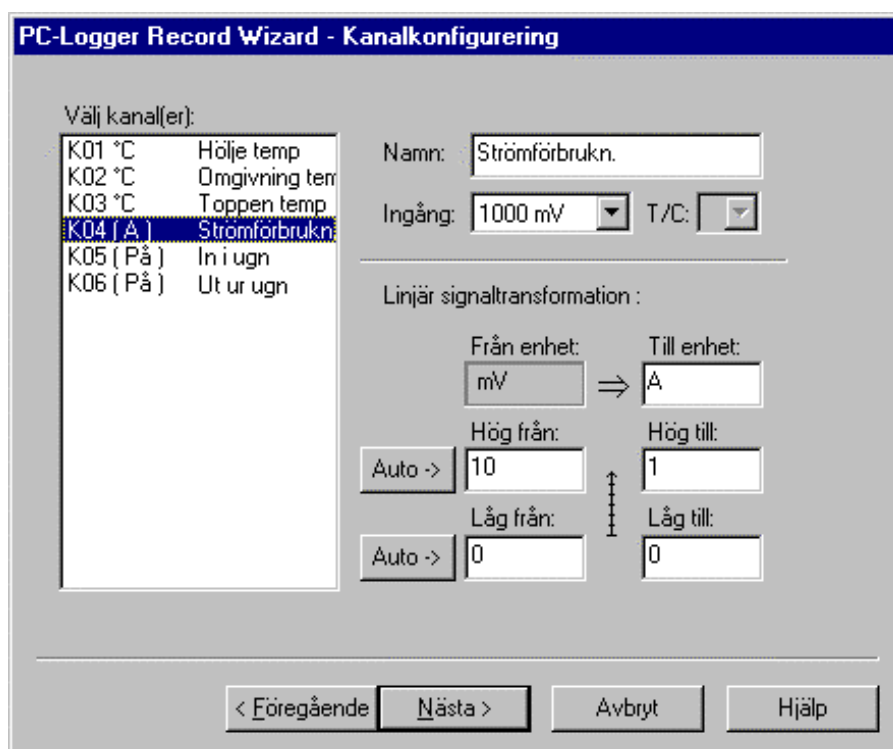 PC-Logger Record Wizard - Kanalkonfigurering
Välj kanal(er):
K01 °C Hölje temp
K02 °C Omgivning tem
K03 °C Toppen temp
K04 ( A ) Strömförbrukn
K05 ( På ) In i ugn
K06 ( På ) Ut ur ugn
Namn: Strömförbrukn.
Ingång: 1000 mV T/C:
Linjär signaltransformation :
Från enhet: Till enhet:
mV ⇒ A
Hög från: Hög till:
Auto -> 10 1
Låg från: Låg till:
Auto -> 0 0
< Föregående Nästa > Avbryt Hjälp